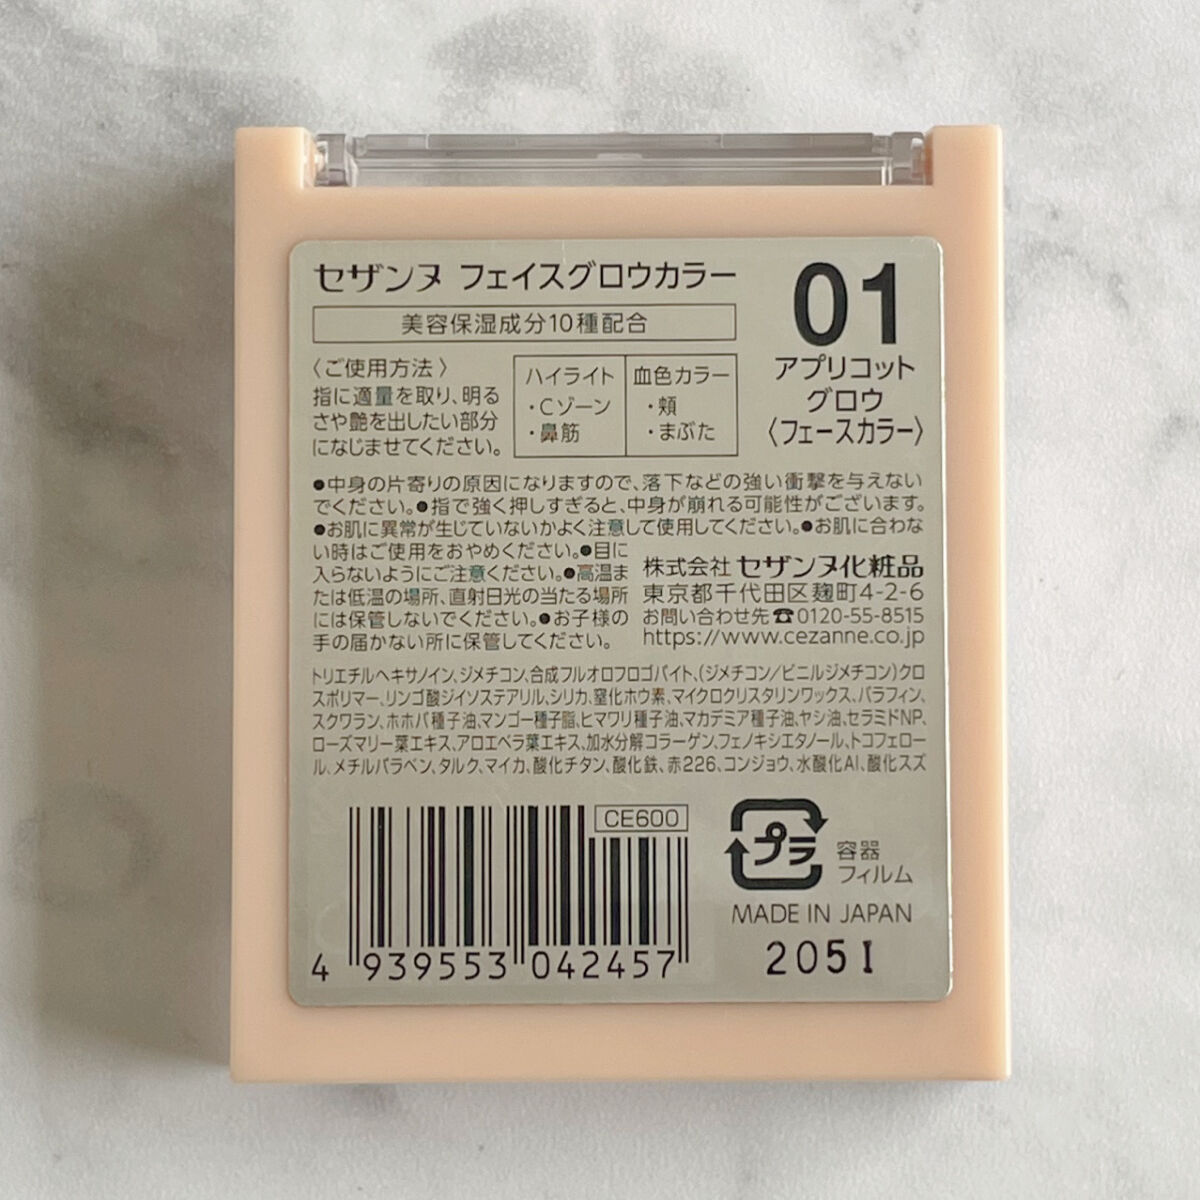 セザンヌ フェイスグロウカラー
美容保湿成分10種配合
01
アプリコット
グロウ
〈フェースカラー〉
〈ご使用方法〉
指に適量を取り、明る
さや艶を出したい部分
になじませてください。
ハイライト
・Cゾーン
・鼻筋
血色カラー
・頬
・まぶた
●中身の片寄りの原因になりますので、落下などの強い衝撃を与えない
でください。●指で強く押しすぎると、中身が崩れる可能性がございます。
●お肌に異常が生じていないかよく注意して使用してください。●お肌に合わな
い時はご使用をおやめください。●目に
入らないようにご注意ください。●高温ま
たは低温の場所、直射日光の当たる場所
には保管しないでください。●お子様の
手の届かない所に保管してください。
株式会社 セザンヌ化粧品
東京都千代田区麹町4-2-6
お問い合わせ先☎0120-55-8515
https://www.cezanne.co.jp
トリエチルヘキサノイン、ジメチコン、合成フルオロフロゴパイト、(ジメチコン/ビニルジメチコン)クロ
スポリマー、リンゴ酸ジイソステアリル、シリカ、窒化ホウ素、マイクロクリスタリンワックス、パラフィン、
スクワラン、ホホバ種子油、マンゴー種子脂、ヒマワリ種子油、マカデミア種子油、ヤシ油、セラミドNP、
ローズマリー葉エキス、アロエベラ葉エキス、加水分解コラーゲン、フェノキシエタノール、トコフェロー
ル、メチルパラベン、タルク、マイカ、酸化チタン、酸化鉄、赤226、コンジョウ、水酸化Al、酸化スズ
CE600
4 939553 042457
プラ
容器
フィルム
MADE IN JAPAN
2051